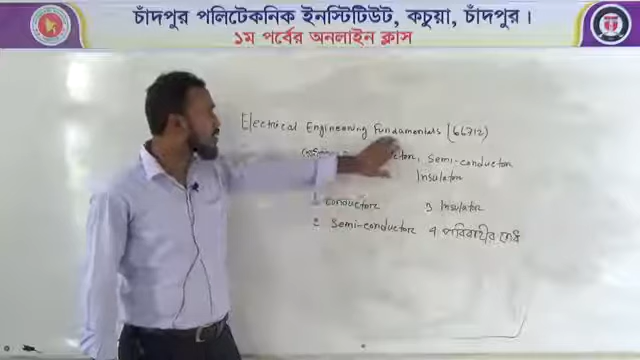 চাঁদপুর পলিটেকনিক ইনস্টিটিউট, কচুয়া, চাঁদপুর ।
১ম পর্বের অনলাইন ক্লাস
Electrical Engineering Fundamentals (66712)
ctor, Semi-conductor
Insulator
1 conductor 3 Insulator
2 Semi-conductor 4 পরিবাহীর